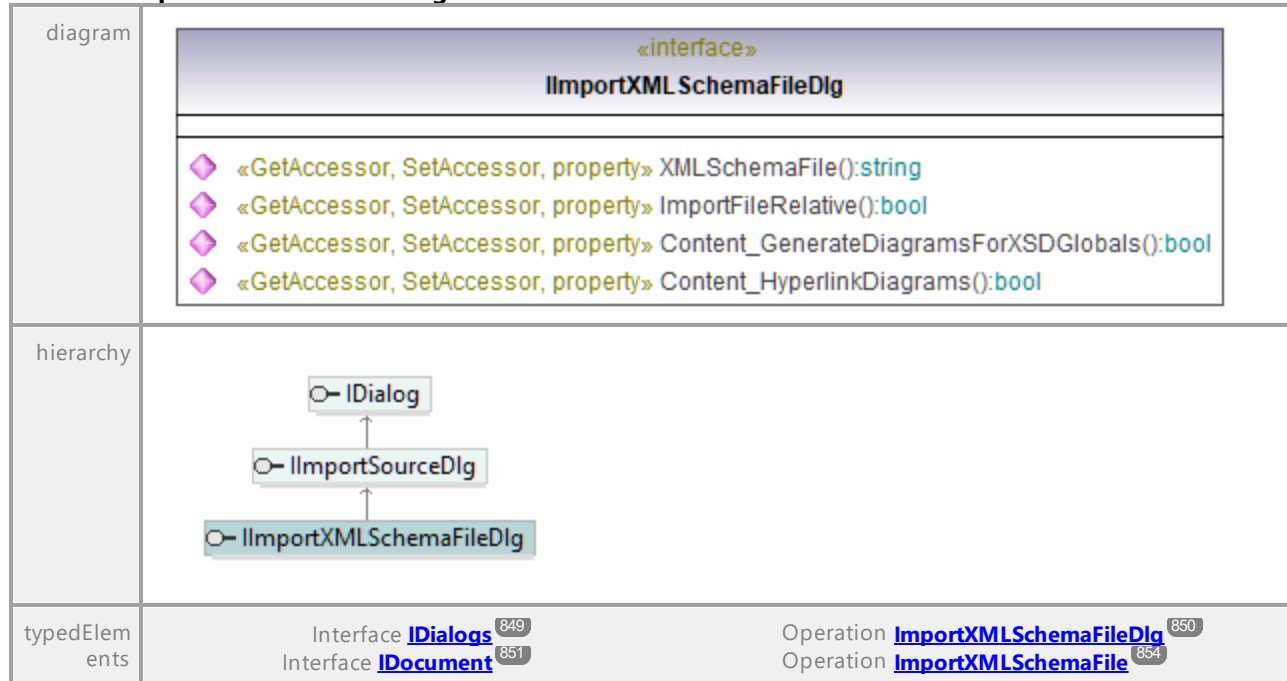 diagram
«interface»
IImportXMLSchemaFileDlg
«GetAccessor, SetAccessor, property» XMLSchemaFile():string
«GetAccessor, SetAccessor, property» ImportFileRelative():bool
«GetAccessor, SetAccessor, property» Content_GenerateDiagramsForXSDGlobals():bool
«GetAccessor, SetAccessor, property» Content_HyperlinkDiagrams():bool
hierarchy
IDialog
IImportSourceDlg
IImportXMLSchemaFileDlg
typedElem
ents
Interface IDialogs 849
Interface IDocument 851
Operation ImportXMLSchemaFileDlg 850
Operation ImportXMLSchemaFile 854